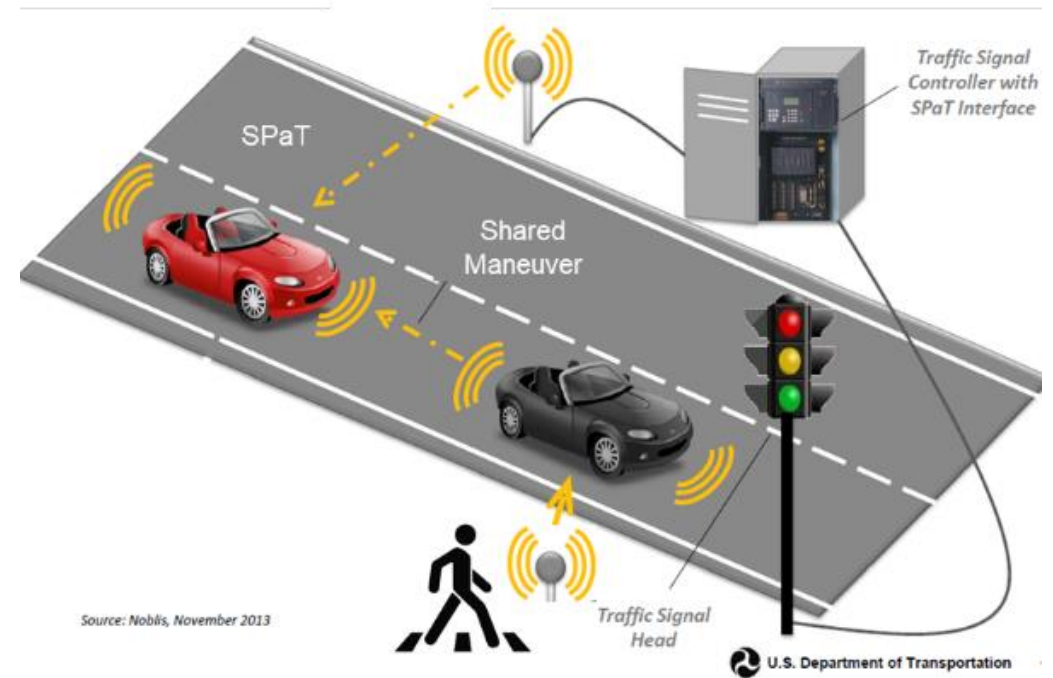 Traffic Signal
Controller with
SPaT Interface
SPaT
Shared
Maneuver
Source: Noblis, November 2013
Traffic Signal
Head
U.S. Department of Transportation